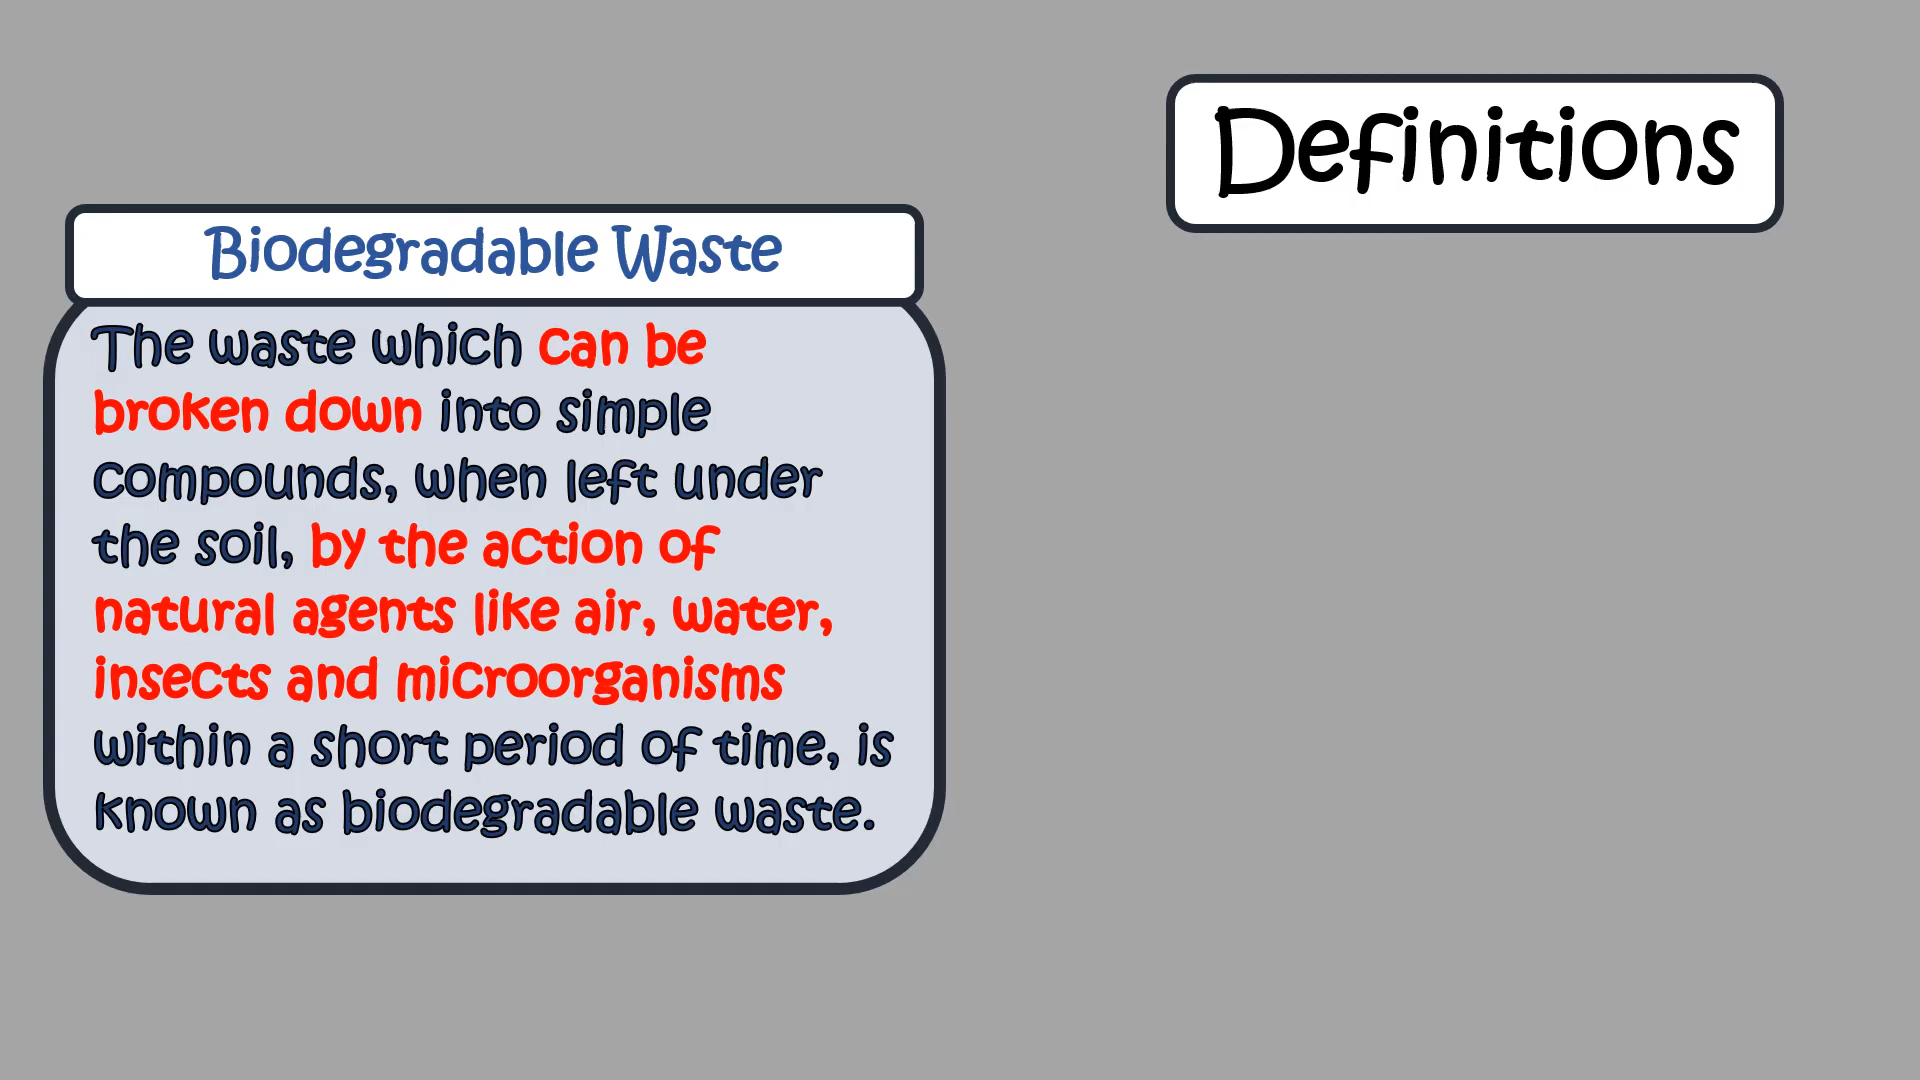 Definitions
Biodegradable Waste
The waste which can be
broken down into simple
compounds, when left under
the soil, by the action of
natural agents like air, water,
insects and microorganisms
within a short period of time, is
known as biodegradable waste.